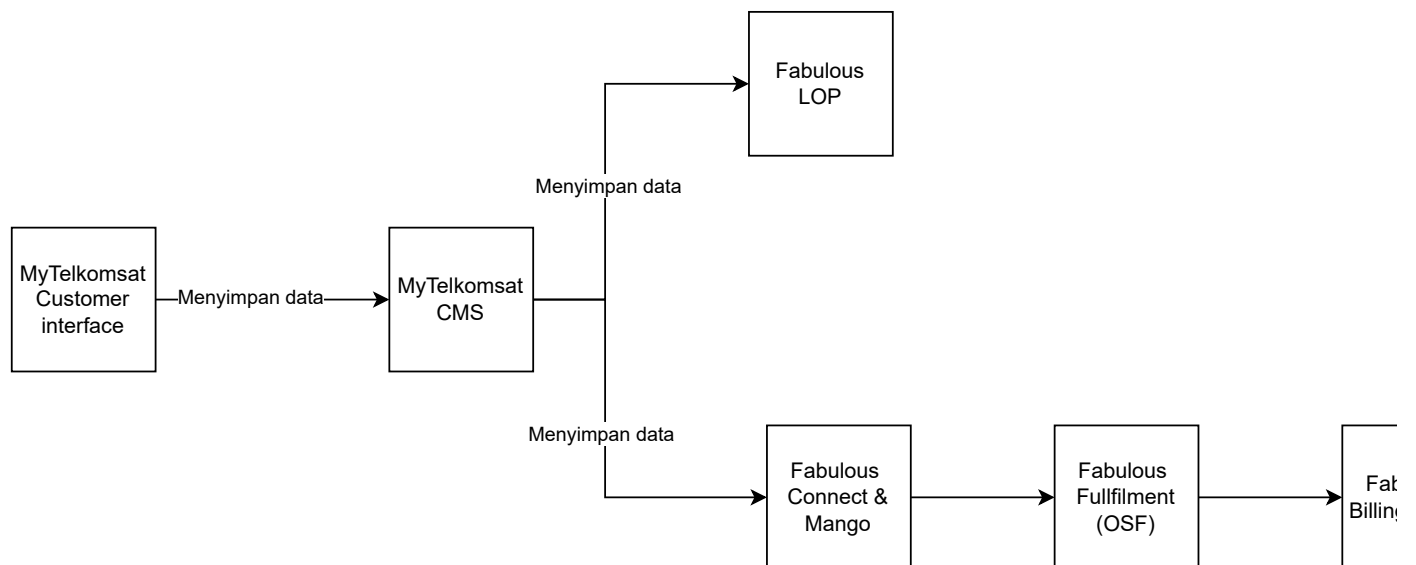 Fabulous
LOP
Menyimpan data
MyTelkomsat
Customer
interface
Menyimpan data
MyTelkomsat
CMS
Menyimpan data
Fabulous
Connect &
Mango
Fabulous
Fullfilment
(OSF)